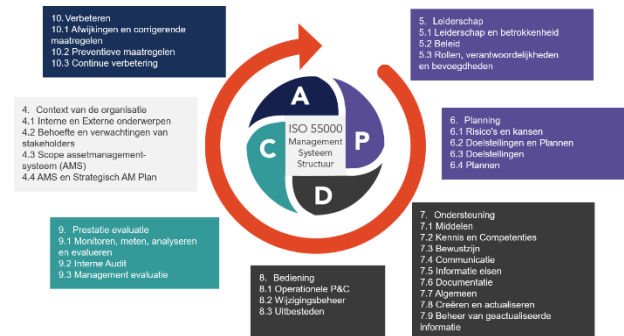 10. Verbeteren
10.1 Afwijkingen en corrigerende
maatregelen
10.2 Preventieve maatregelen
10.3 Continue verbetering
5. Leiderschap
5.1 Leiderschap en betrokkenheid
5.2 Beleid
5.3 Rollen, verantwoordelijkheden
en bevoegdheden
4. Context van de organisatie
4.1 Interne en Externe onderwerpen
4.2 Behoefte en verwachtingen van
stakeholders
4.3 Scope assetmanagement-
systeem (AMS)
4.4 AMS en Strategisch AM Plan
A
P
D
C
ISO 55000
Management
Systeem
Structuur
6. Planning
6.1 Risico's en kansen
6.2 Doelstellingen en Plannen
6.3 Doelstellingen
6.4 Plannen
9. Prestatie evaluatie
9.1 Monitoren, meten, analyseren
en evalueren
9.2 Interne Audit
9.3 Management evaluatie
8. Bediening
8.1 Operationele P&C
8.2 Wijzigingsbeheer
8.3 Uitbesteden
7. Ondersteuning
7.1 Middelen
7.2 Kennis en Competenties
7.3 Bewustzijn
7.4 Communicatie
7.5 Informatie eisen
7.6 Documentatie
7.7 Algemeen
7.8 Creëren en actualiseren
7.9 Beheer van geactualiseerde
informatie